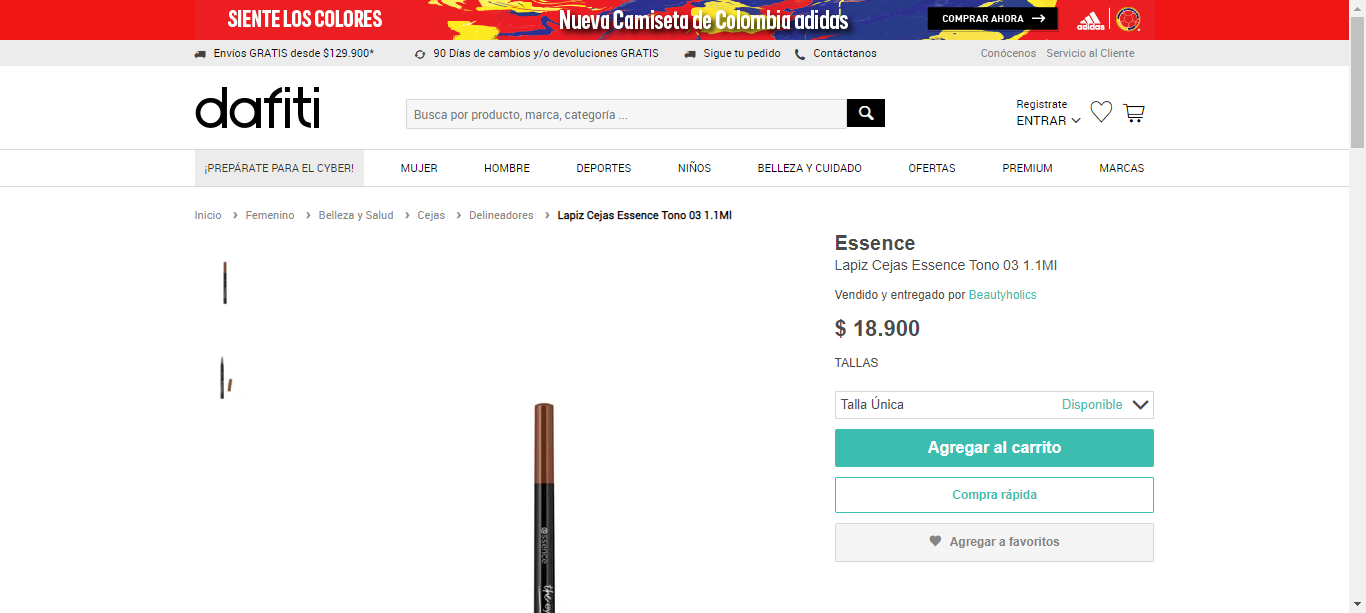 SIENTE LOS COLORES
Nueva Camiseta de Colombia adidas
COMPRAR AHORA
adidas
Envíos GRATIS desde $129.900*
90 Días de cambios y/o devoluciones GRATIS
Sigue tu pedido
Contáctanos
Conócenos
Servicio al Cliente
dafiti
Busca por producto, marca, categoría ...
Registrate
ENTRAR
¡PREPÁRATE PARA EL CYBER!
MUJER
HOMBRE
DEPORTES
NIÑOS
BELLEZA Y CUIDADO
OFERTAS
PREMIUM
MARCAS
Inicio > Femenino > Belleza y Salud > Cejas > Delineadores > Lapiz Cejas Essence Tono 03 1.1Ml
Essence
Lapiz Cejas Essence Tono 03 1.1Ml
Vendido y entregado por Beautyholics
$ 18.900
TALLAS
Talla Única
Disponible
Agregar al carrito
Compra rápida
Agregar a favoritos
essence